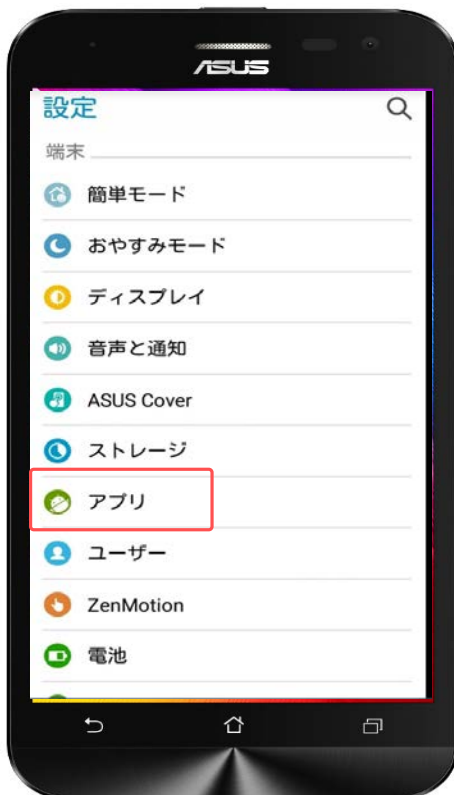 ASUS
設定
端末
簡単モード
おやすみモード
ディスプレイ
音声と通知
ASUS Cover
ストレージ
アプリ
ユーザー
ZenMotion
電池